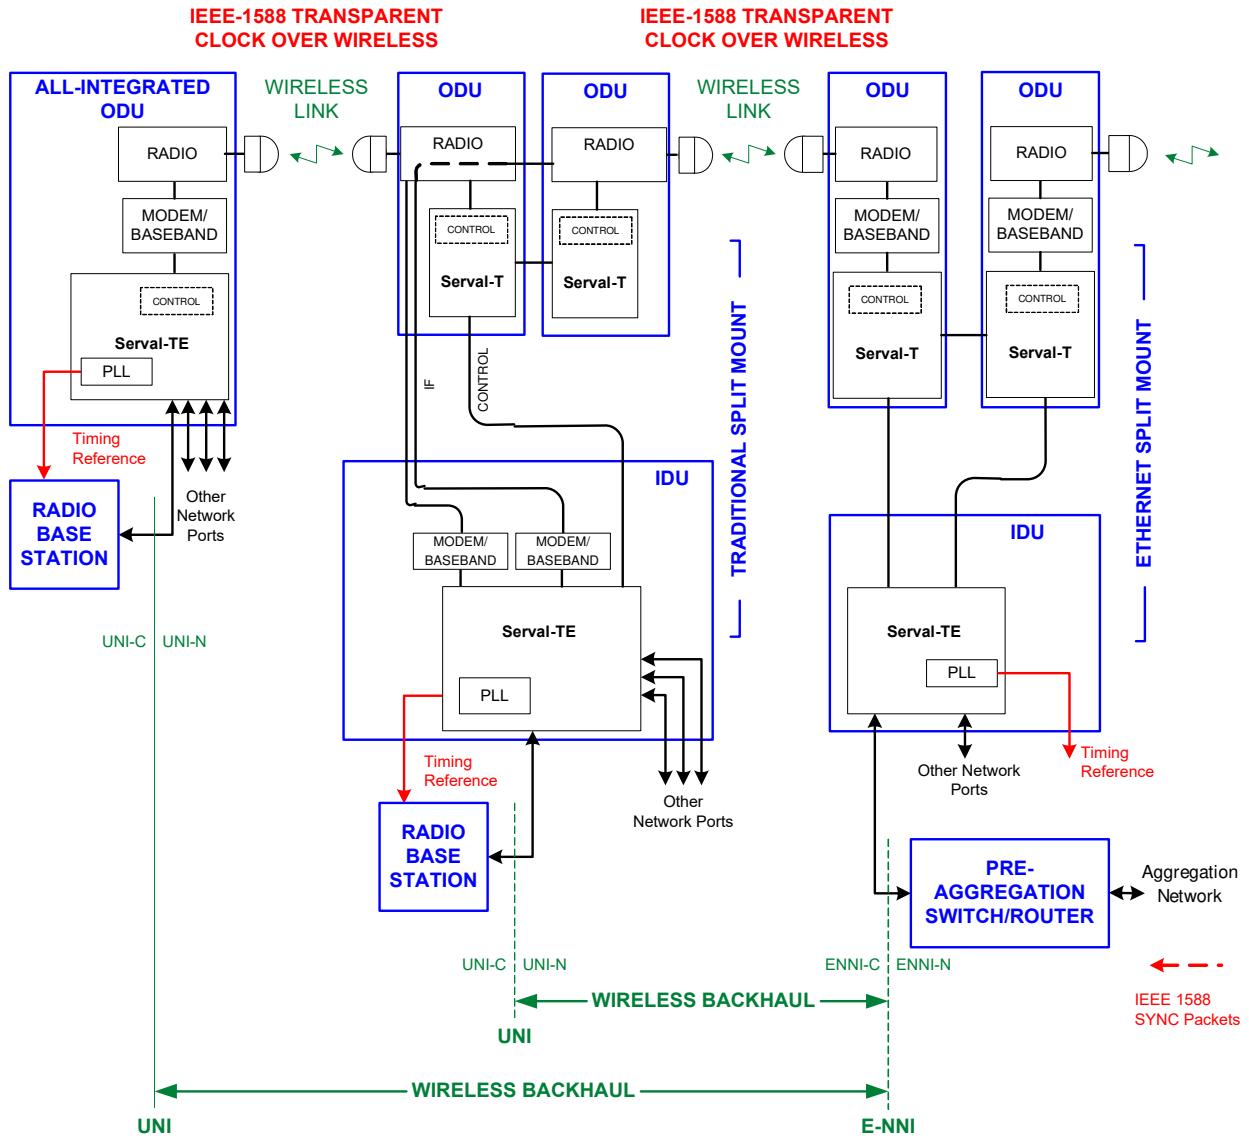 IEEE-1588 TRANSPARENT
CLOCK OVER WIRELESS
IEEE-1588 TRANSPARENT
CLOCK OVER WIRELESS
ALL-INTEGRATED
ODU
WIRELESS
LINK
ODU
ODU
WIRELESS
LINK
ODU
ODU
RADIO
RADIO
RADIO
RADIO
RADIO
MODEM/
BASEBAND
MODEM/
BASEBAND
MODEM/
BASEBAND
CONTROL
CONTROL
CONTROL
CONTROL
CONTROL
Serval-T
Serval-T
Serval-TE
Serval-T
Serval-T
PLL
IF
CONTROL
TRADITIONAL SPLIT MOUNT
ETHERNET SPLIT MOUNT
Timing
Reference
RADIO
BASE
STATION
Other
Network
Ports
IDU
IDU
MODEM/
BASEBAND
MODEM/
BASEBAND
UNI-C
UNI-N
Serval-TE
Serval-TE
PLL
PLL
Timing
Reference
Other
Network Ports
Other Network
Ports
Timing
Reference
RADIO
BASE
STATION
PRE-
AGGREGATION
SWITCH/ROUTER
Aggregation
Network
UNI-C
UNI-N
ENNI-C
ENNI-N
WIRELESS BACKHAUL
IEEE 1588
SYNC Packets
UNI
WIRELESS BACKHAUL
UNI
E-NNI